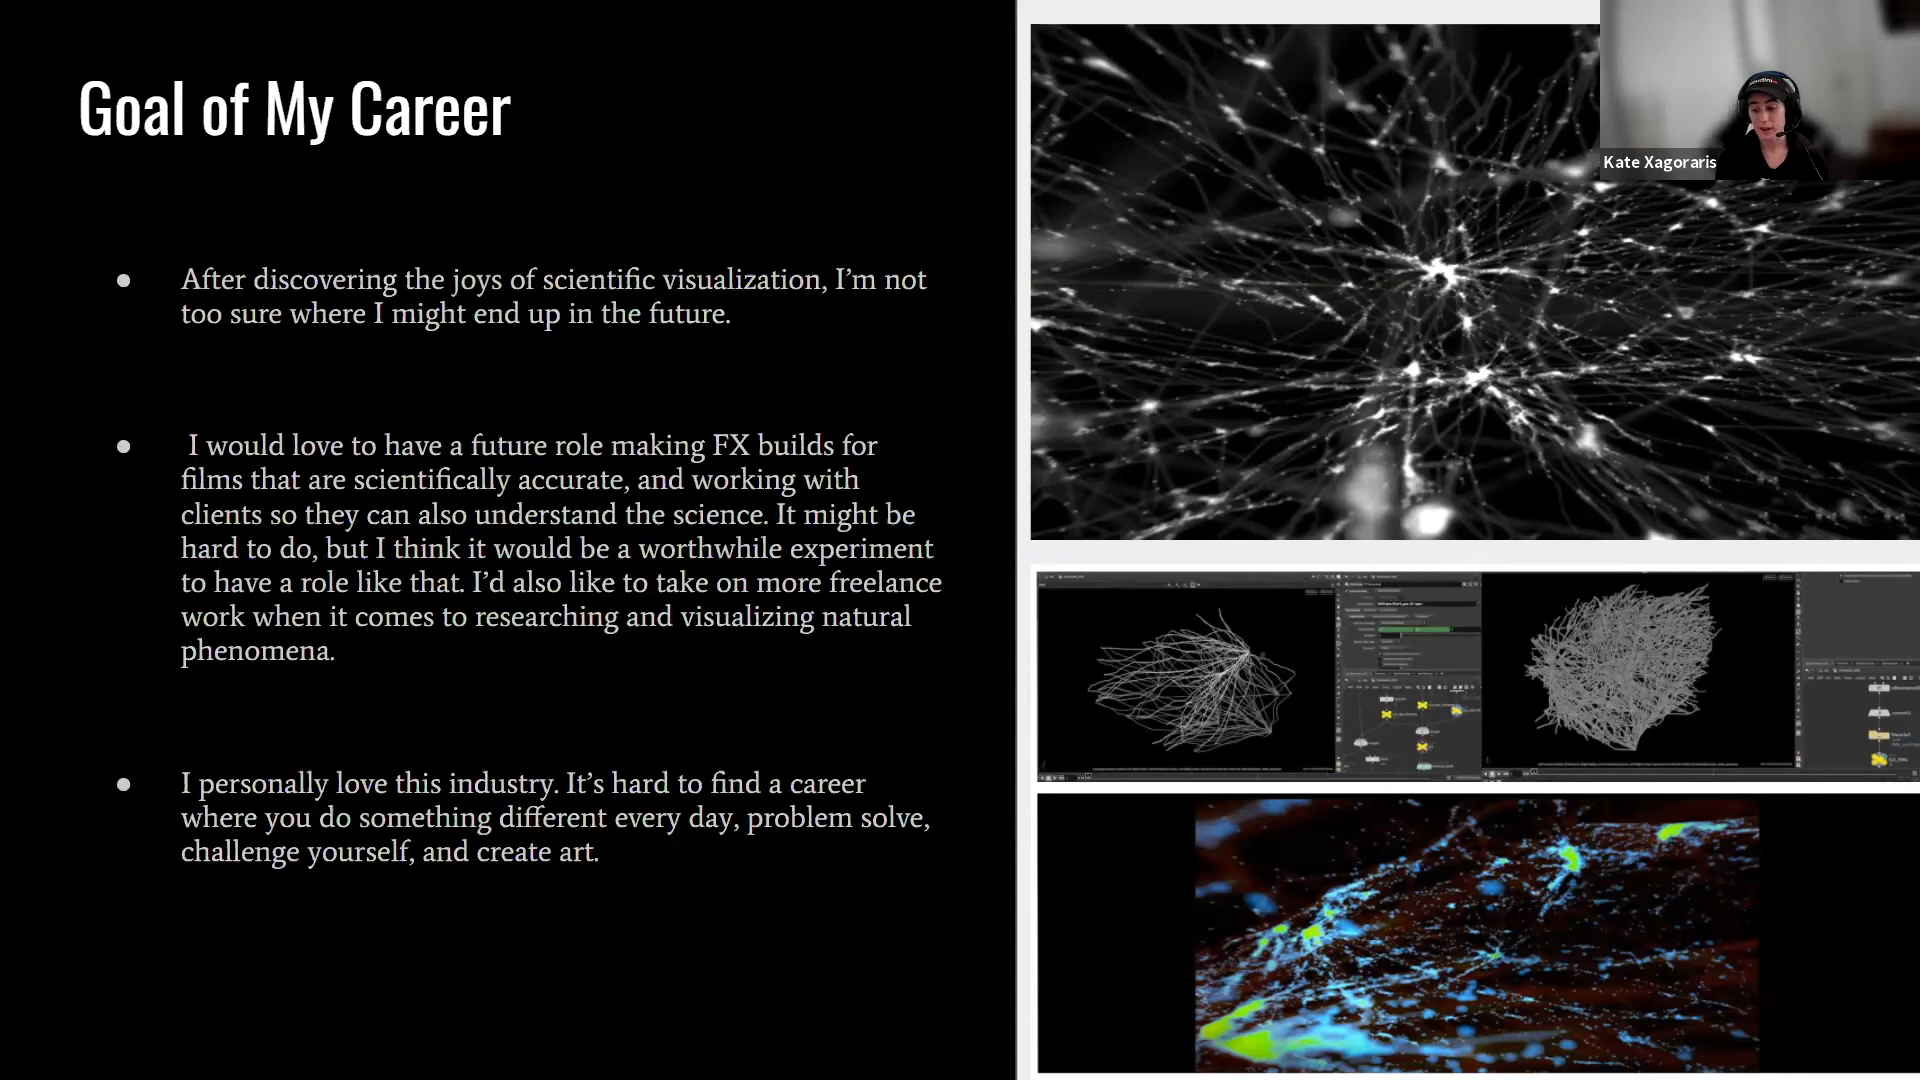 Goal of My Career
Kate Xagoraris
● After discovering the joys of scientific visualization, I’m not
too sure where I might end up in the future.
● I would love to have a future role making FX builds for
films that are scientifically accurate, and working with
clients so they can also understand the science. It might be
hard to do, but I think it would be a worthwhile experiment
to have a role like that. I’d also like to take on more freelance
work when it comes to researching and visualizing natural
phenomena.
● I personally love this industry. It’s hard to find a career
where you do something different every day, problem solve,
challenge yourself, and create art.